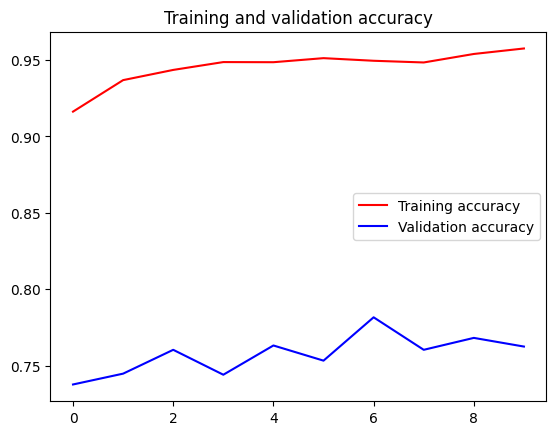 Training and validation accuracy
0.95
0.90
0.85
0.80
0.75
Training accuracy
Validation accuracy
0 2 4 6 8